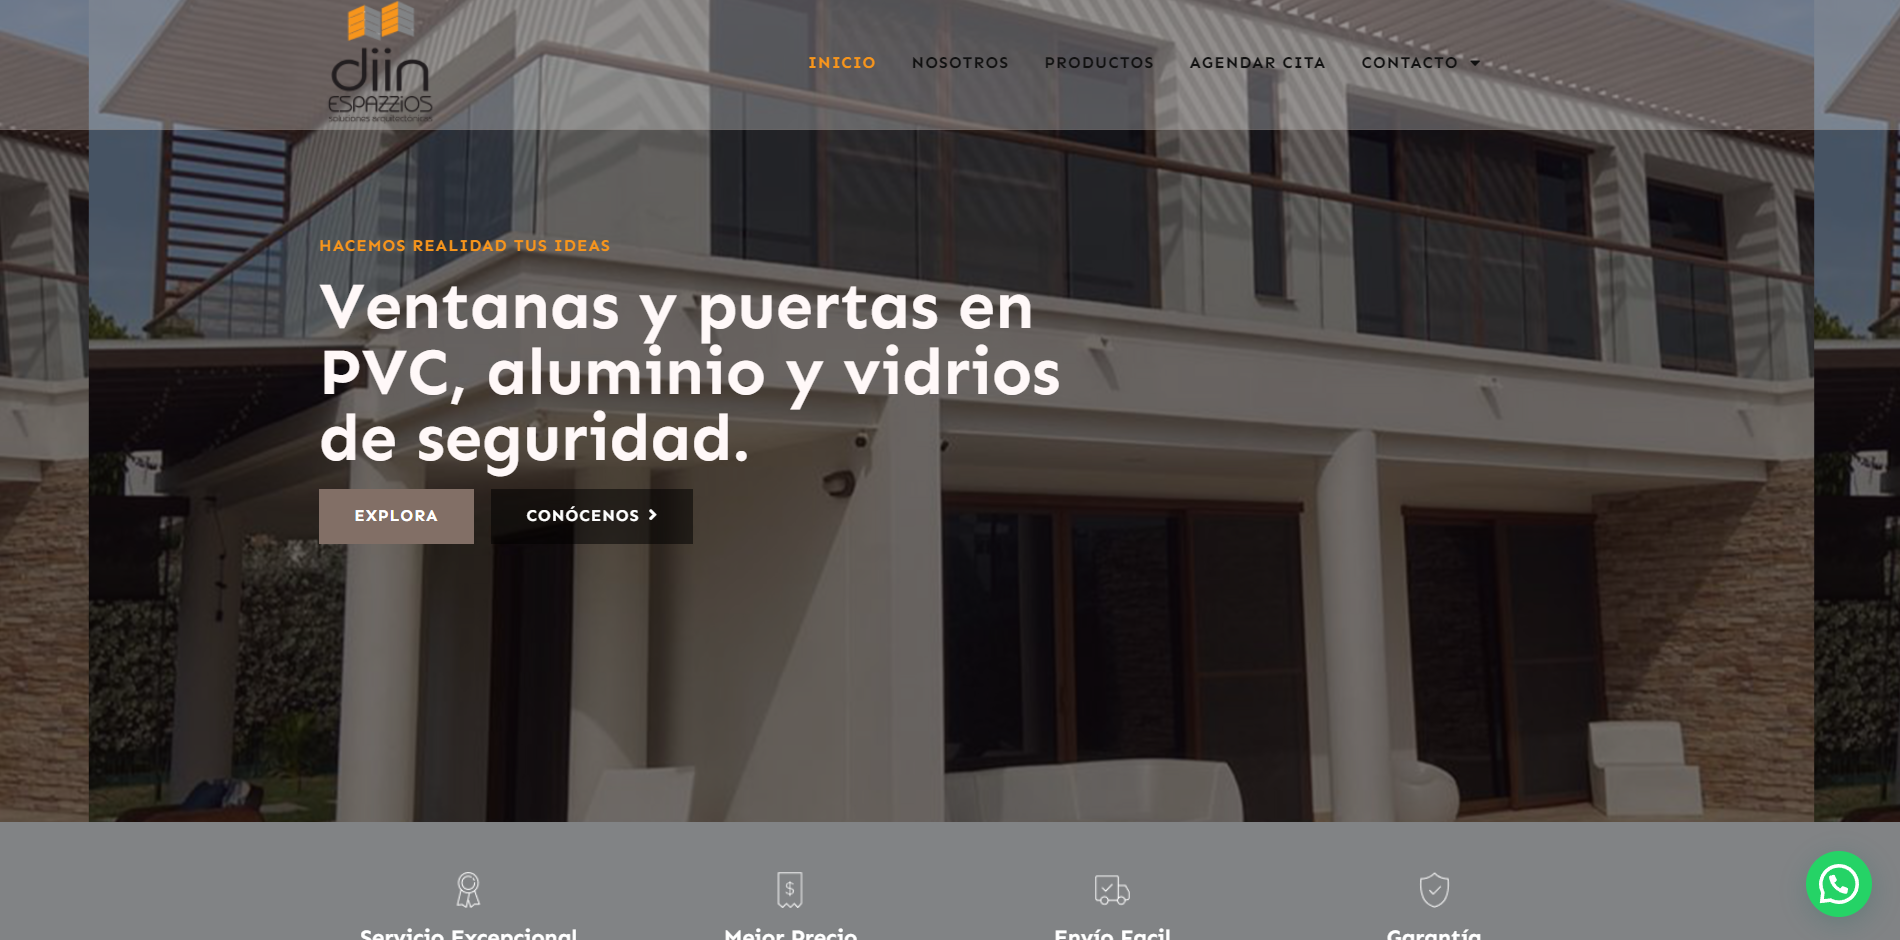 diin
ESPAZZiOS
soluciones arquitectónicas
INICIO
NOSOTROS
PRODUCTOS
AGENDAR CITA
CONTACTO
HACEMOS REALIDAD TUS IDEAS
Ventanas y puertas en
PVC, aluminio y vidrios
de seguridad.
EXPLORA
CONÓCENOS
Servicio Excepcional
Mejor Precio
Envío Facil
Garantía